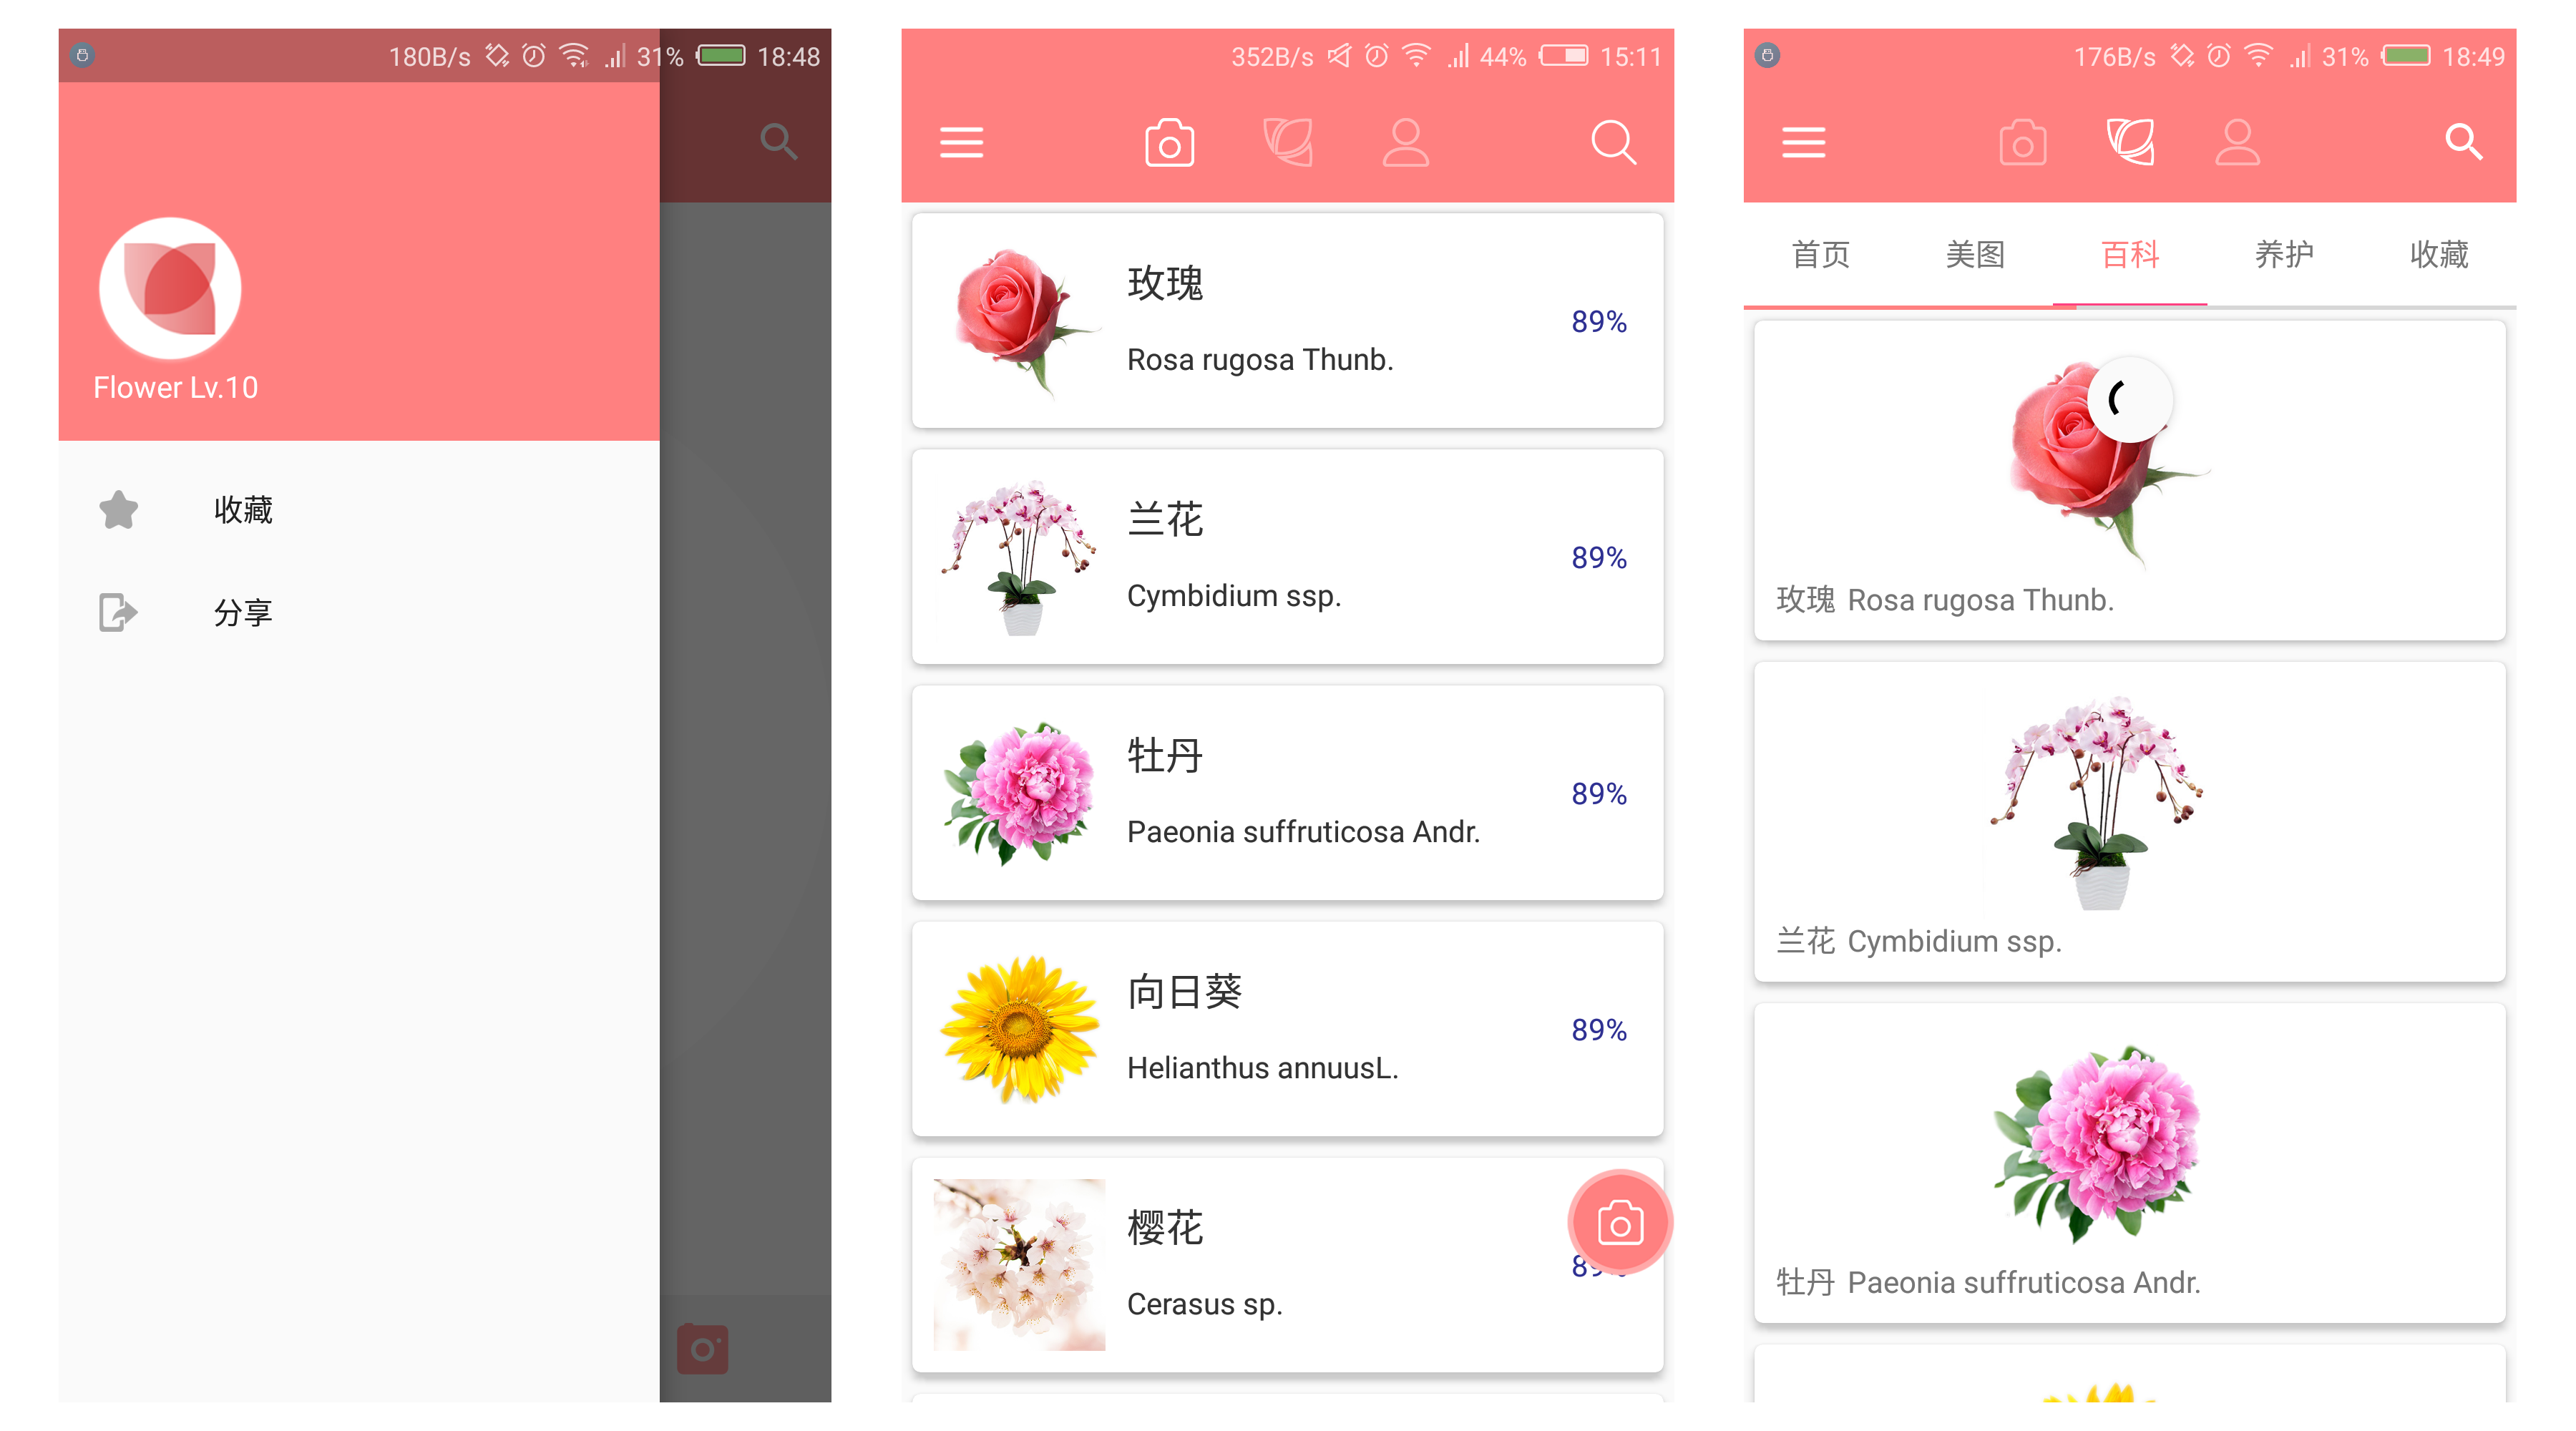 180B/s 31% 18:48
Flower Lv.10
收藏
分享
352B/s 44% 15:11
玫瑰
Rosa rugosa Thunb.
89%
兰花
Cymbidium ssp.
89%
牡丹
Paeonia suffruticosa Andr.
89%
向日葵
Helianthus annuusL.
89%
樱花
Cerasus sp.
176B/s 31% 18:49
首页 美图 百科 养护 收藏
玫瑰 Rosa rugosa Thunb.
兰花 Cymbidium ssp.
牡丹 Paeonia suffruticosa Andr.